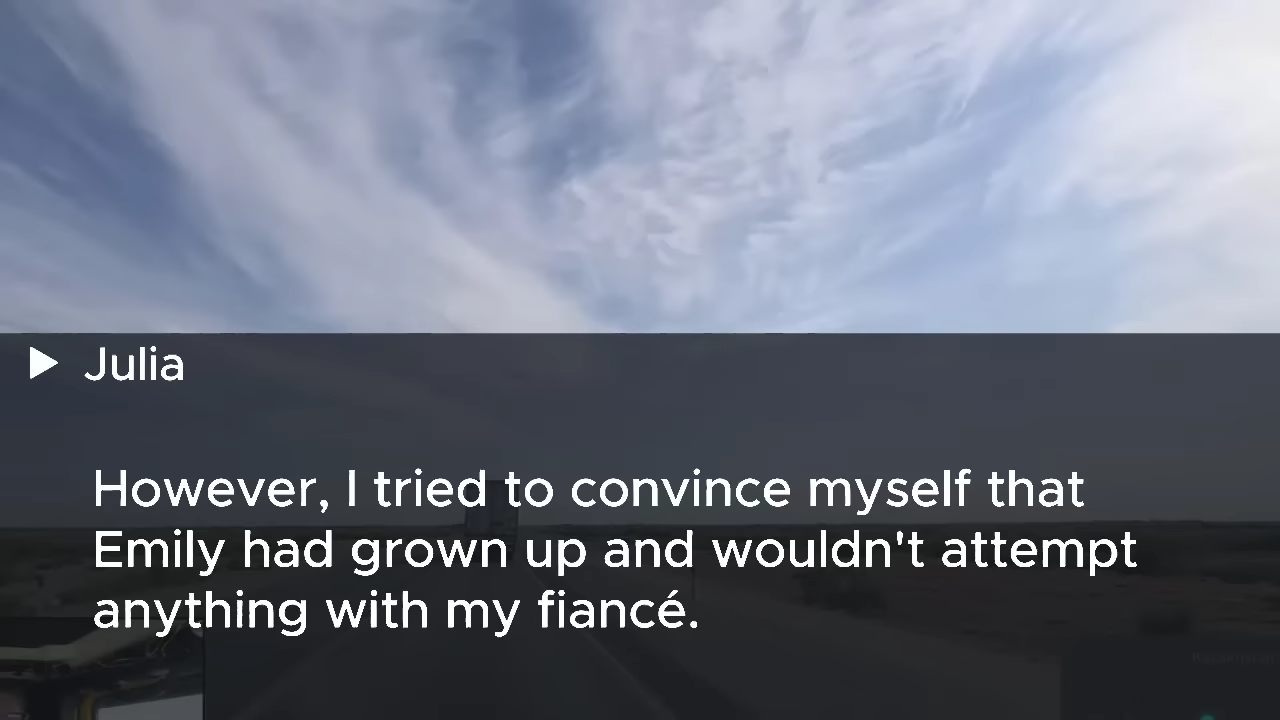 Julia
However, I tried to convince myself that
Emily had grown up and wouldn't attempt
anything with my fiancé.